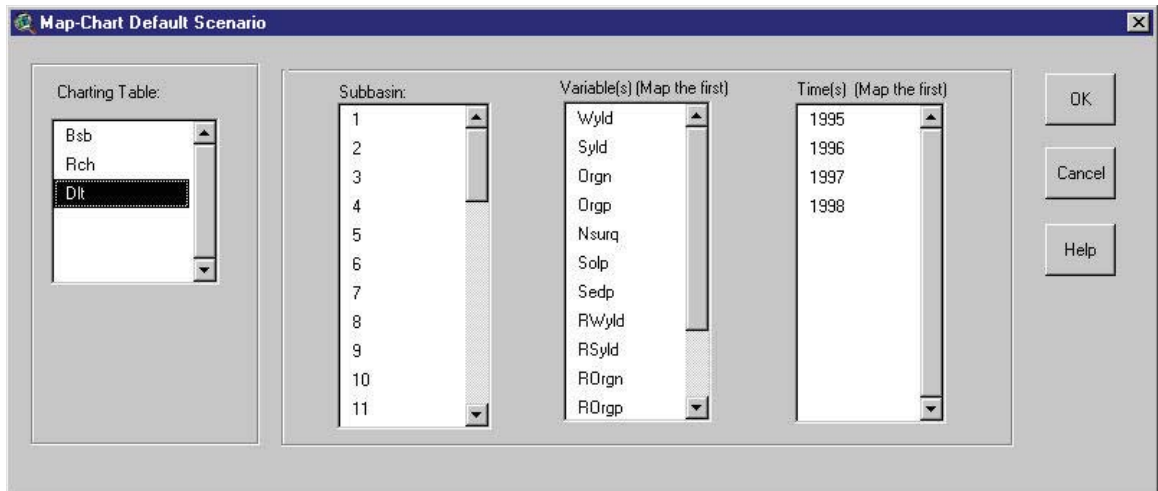 Map-Chart Default Scenario
Charting Table:
Bsb
Rch
Dlt
Subbasin:
1
2
3
4
5
6
7
8
9
10
11
Variable(s) (Map the first)
Wyld
Syld
Orgn
Orgp
Nsurq
Solp
Sedp
RWyld
RSyld
ROrgn
ROrgp
Time(s) (Map the first)
1995
1996
1997
1998
OK
Cancel
Help